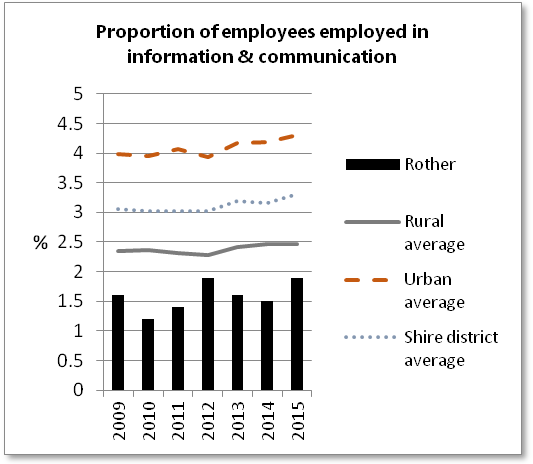 Proportion of employees employed in
information & communication
5
4.5
4
3.5
3
2.5
2
1.5
1
0.5
0
%
2009
2010
2011
2012
2013
2014
2015
Rother
Rural
average
Urban
average
Shire district
average